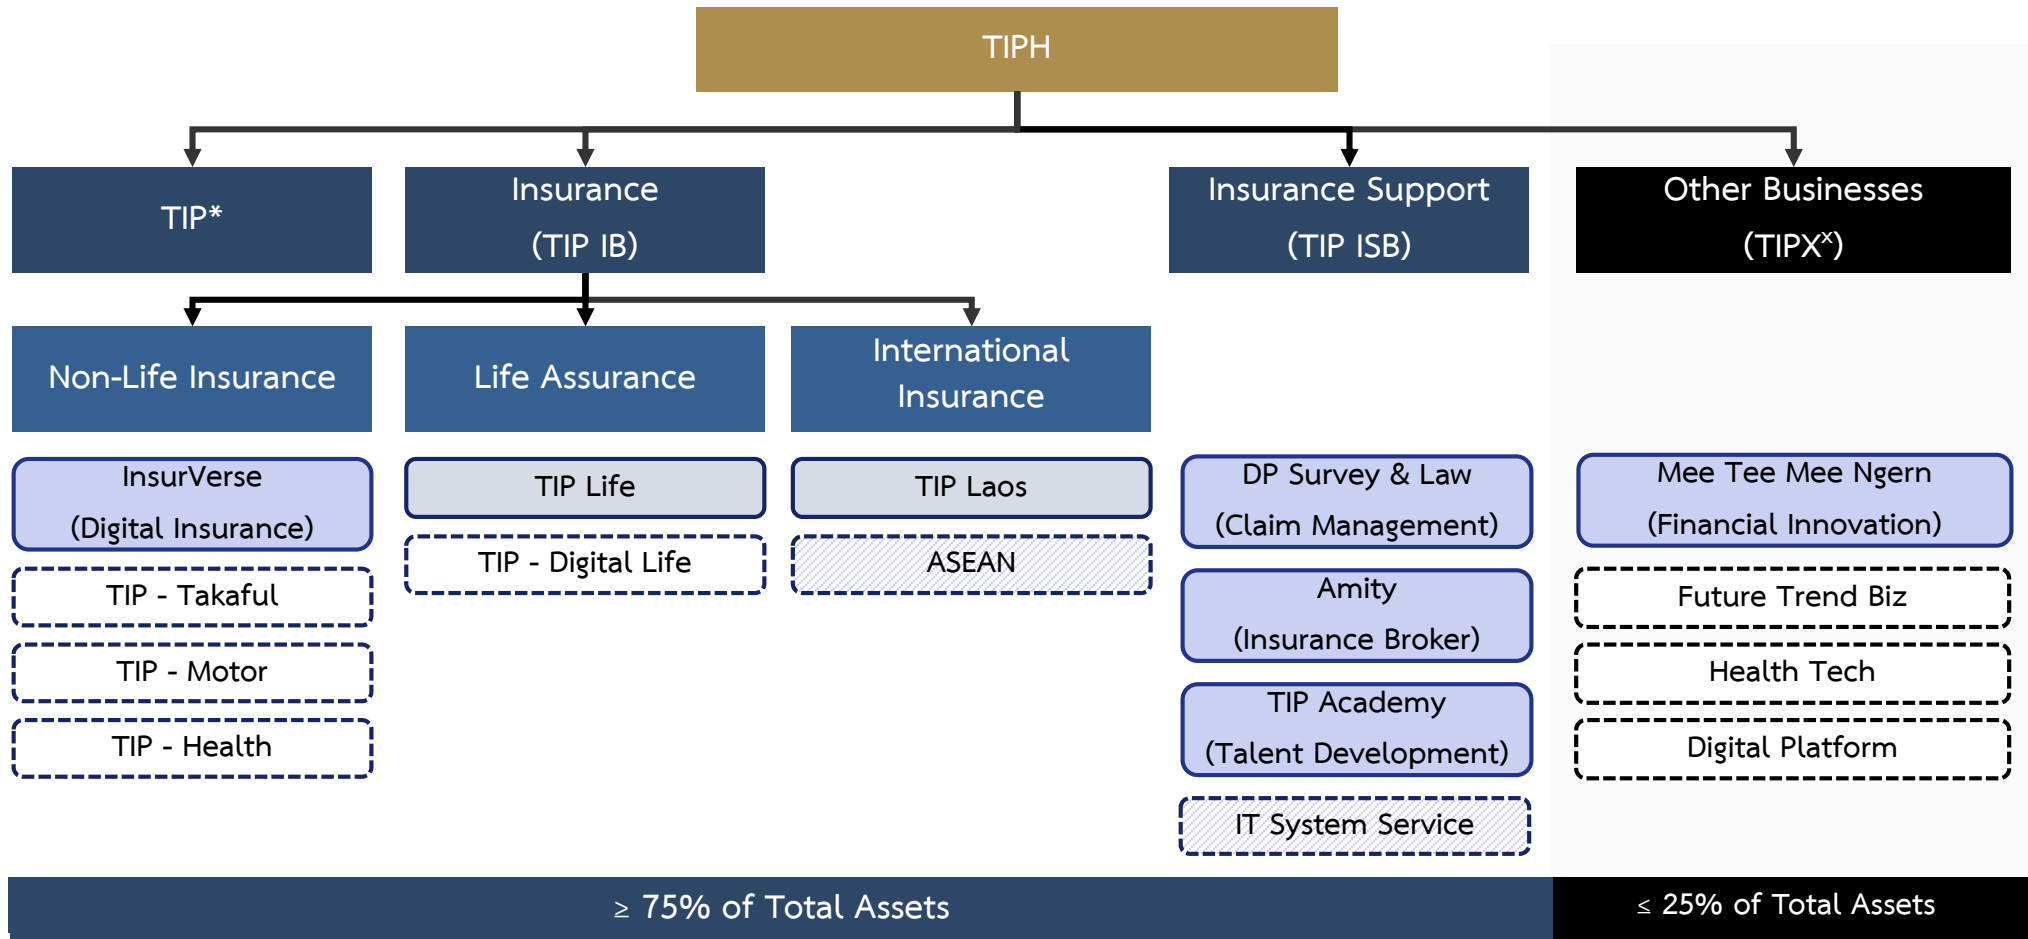 TIPH
TIP*
Insurance
(TIP IB)
Insurance Support
(TIP ISB)
Other Businesses
(TIPXˣ)
Non-Life Insurance
Life Assurance
International
Insurance
InsurVerse
(Digital Insurance)
TIP - Takaful
TIP - Motor
TIP - Health
TIP Life
TIP - Digital Life
TIP Laos
ASEAN
DP Survey & Law
(Claim Management)
Amity
(Insurance Broker)
TIP Academy
(Talent Development)
IT System Service
Mee Tee Mee Ngern
(Financial Innovation)
Future Trend Biz
Health Tech
Digital Platform
≥ 75% of Total Assets
≤ 25% of Total Assets